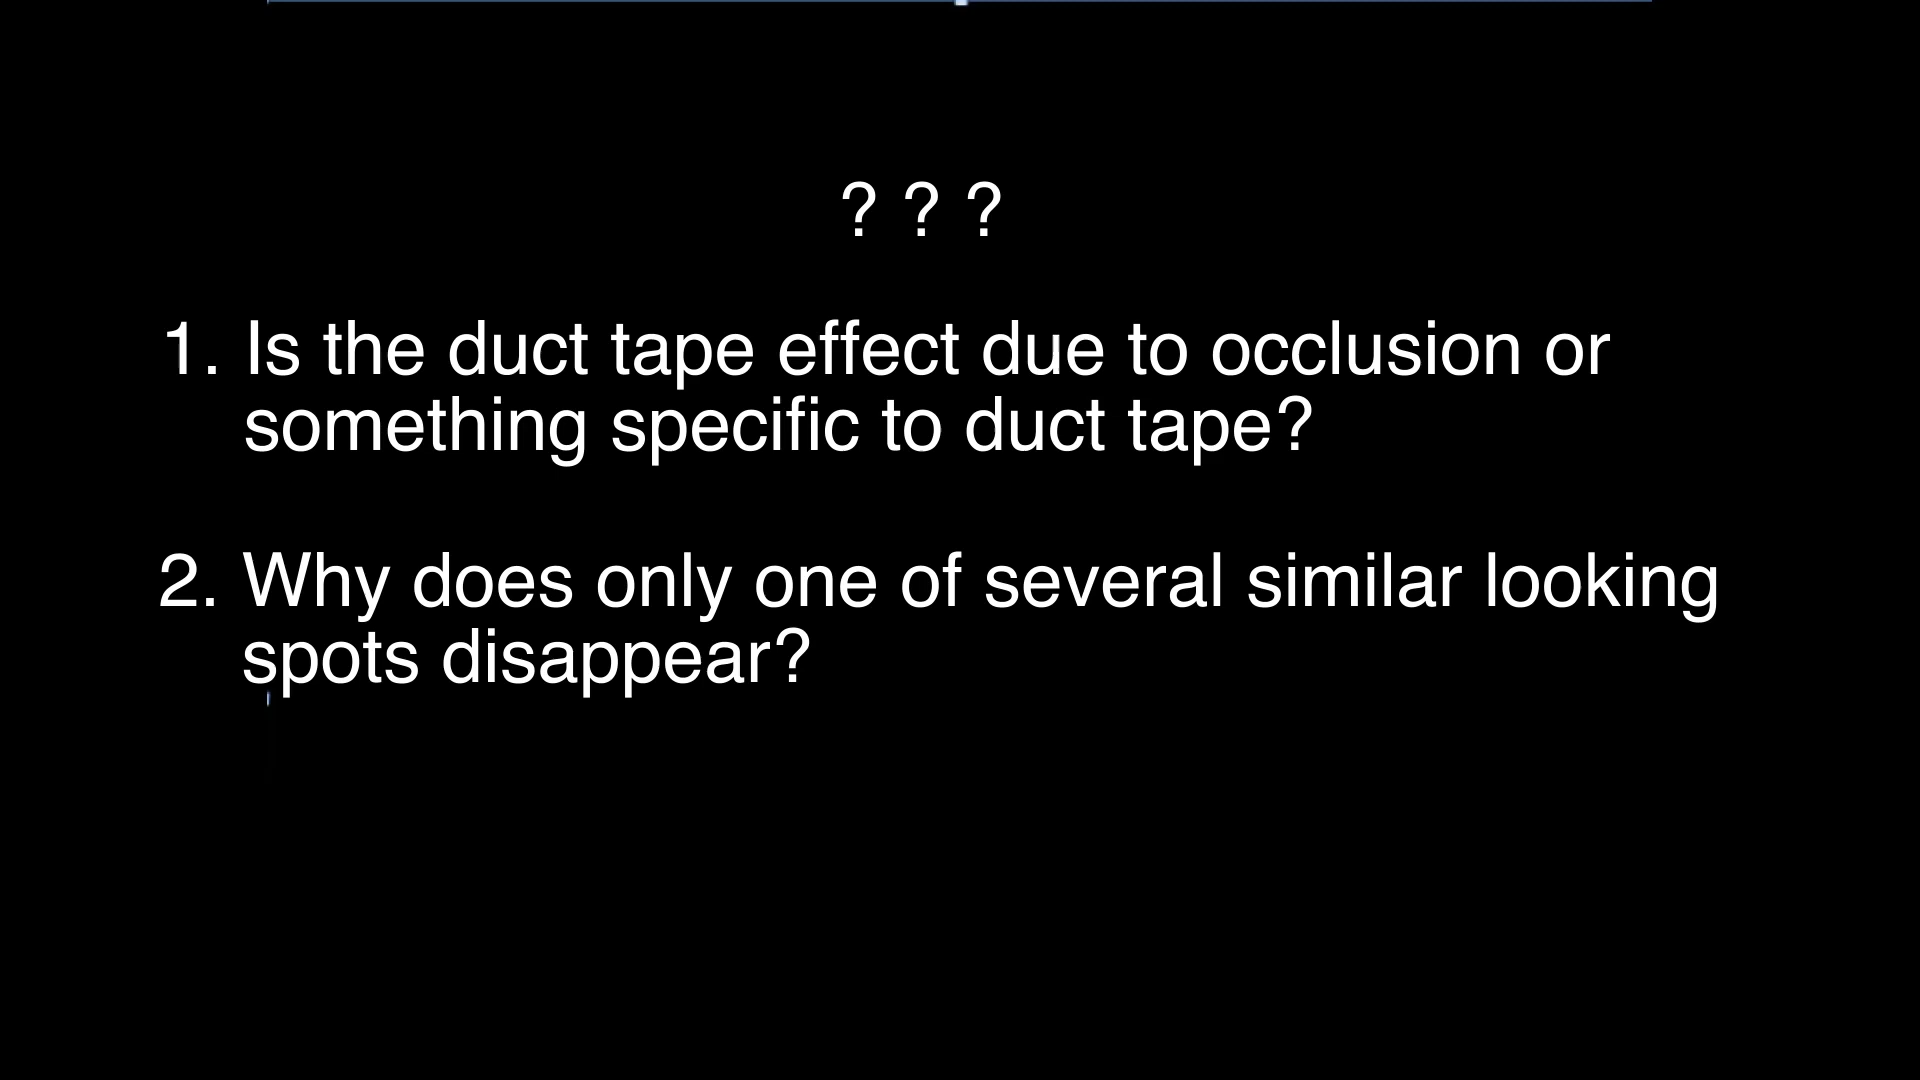 ? ? ?
1. Is the duct tape effect due to occlusion or
something specific to duct tape?
2. Why does only one of several similar looking
spots disappear?